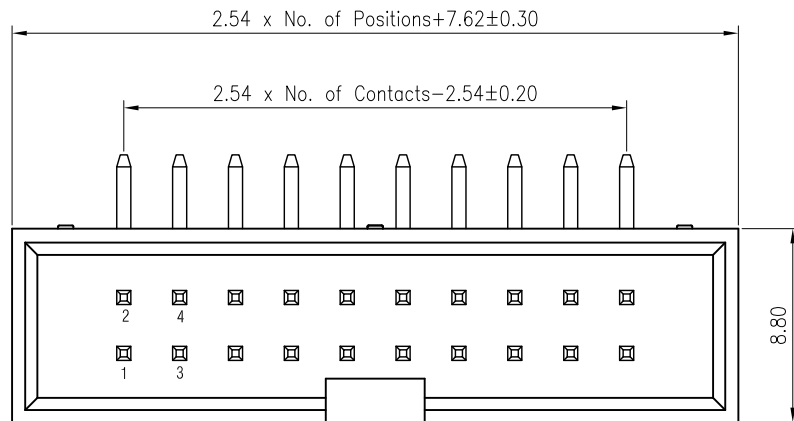 2.54 x No. of Positions+7.62±0.30
2.54 x No. of Contacts-2.54±0.20
8.80
2 4
1 3